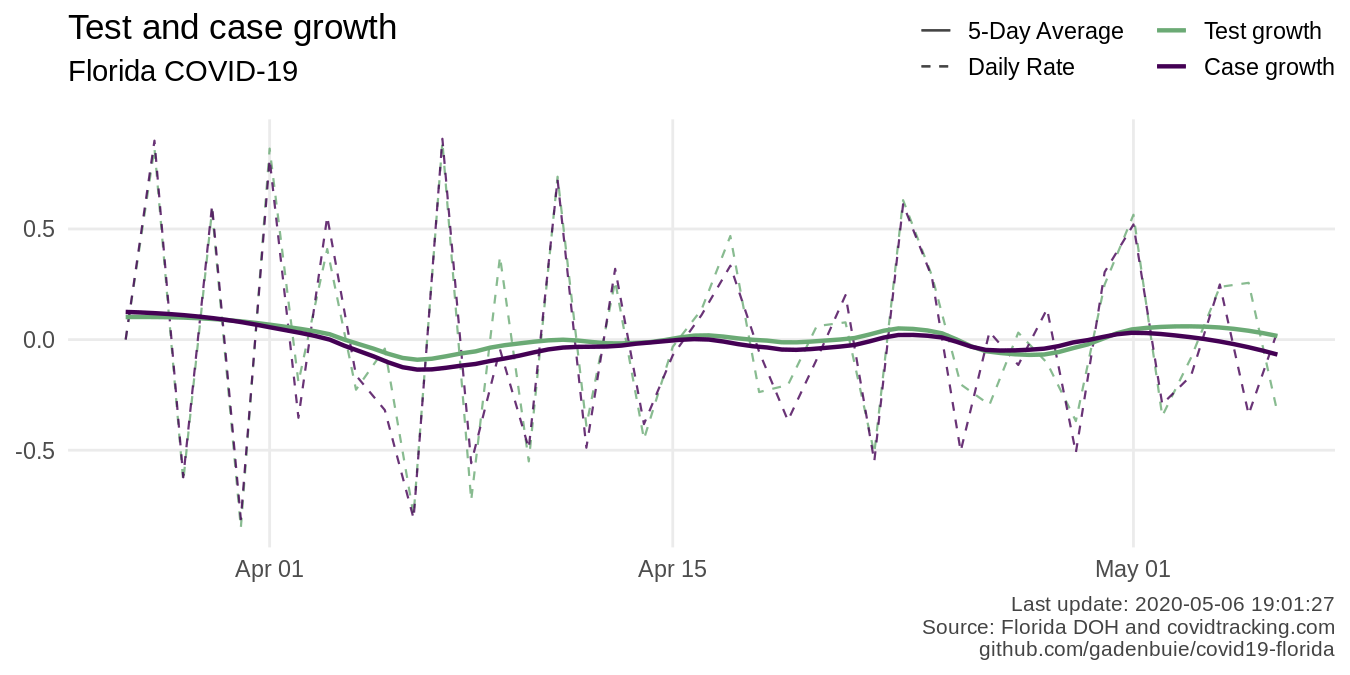 Test and case growth
Florida COVID-19
5-Day Average
Test growth
Daily Rate
Case growth
0.5
0.0
-0.5
Apr 01
Apr 15
May 01
Last update: 2020-05-06 19:01:27
Source: Florida DOH and covidtracking.com
github.com/gadenbuie/covid19-florida